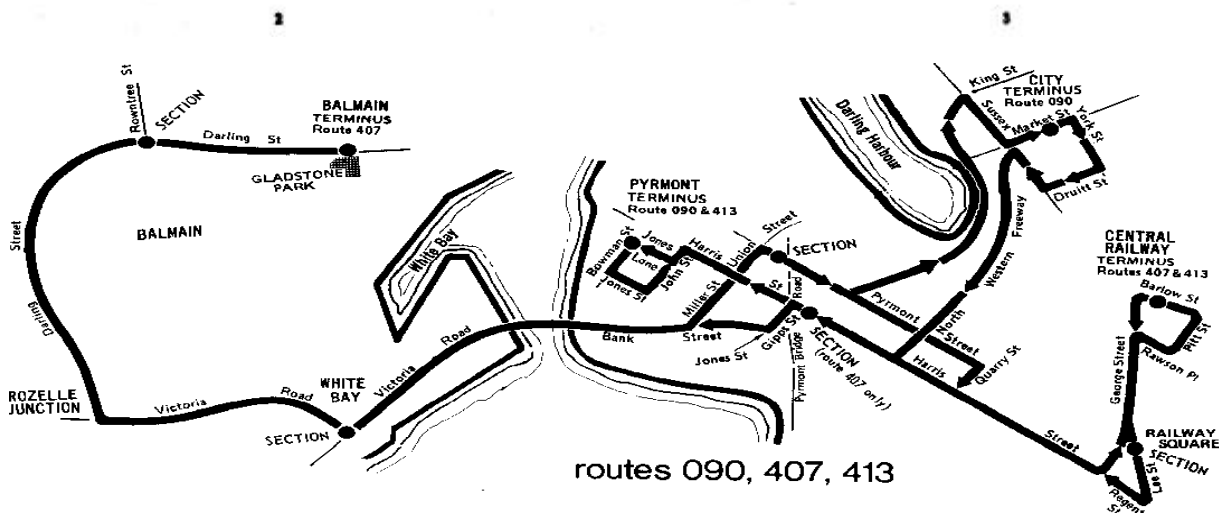 2
3
Rowntree St
SECTION
BALMAIN
TERMINUS
Route 407
Darling St
GLADSTONE
PARK
Street
BALMAIN
Darling
ROZELLE
JUNCTION
Victoria Road
WHITE
BAY
SECTION
White Bay
Victoria Road
PYRMONT
TERMINUS
Route 090 & 413
Bowman St
Jones
Lane
Jones St
John St
Harris St
Union Street
SECTION
Miller St
Bank Street
Jones St
Gipps St
Pyrmont Bridge Road
SECTION
(route 407 only)
Pyrmont Street
Harris Street
Quarry St
North Western Freeway
Darling Harbour
King St
Sussex
CITY
TERMINUS
Route 090
Market St
York St
Druitt St
CENTRAL
RAILWAY
TERMINUS
Routes 407 & 413
Barlow St
Pitt St
Rawson Pl
George Street
RAILWAY
SQUARE
SECTION
Lee St
Regent St
routes 090, 407, 413